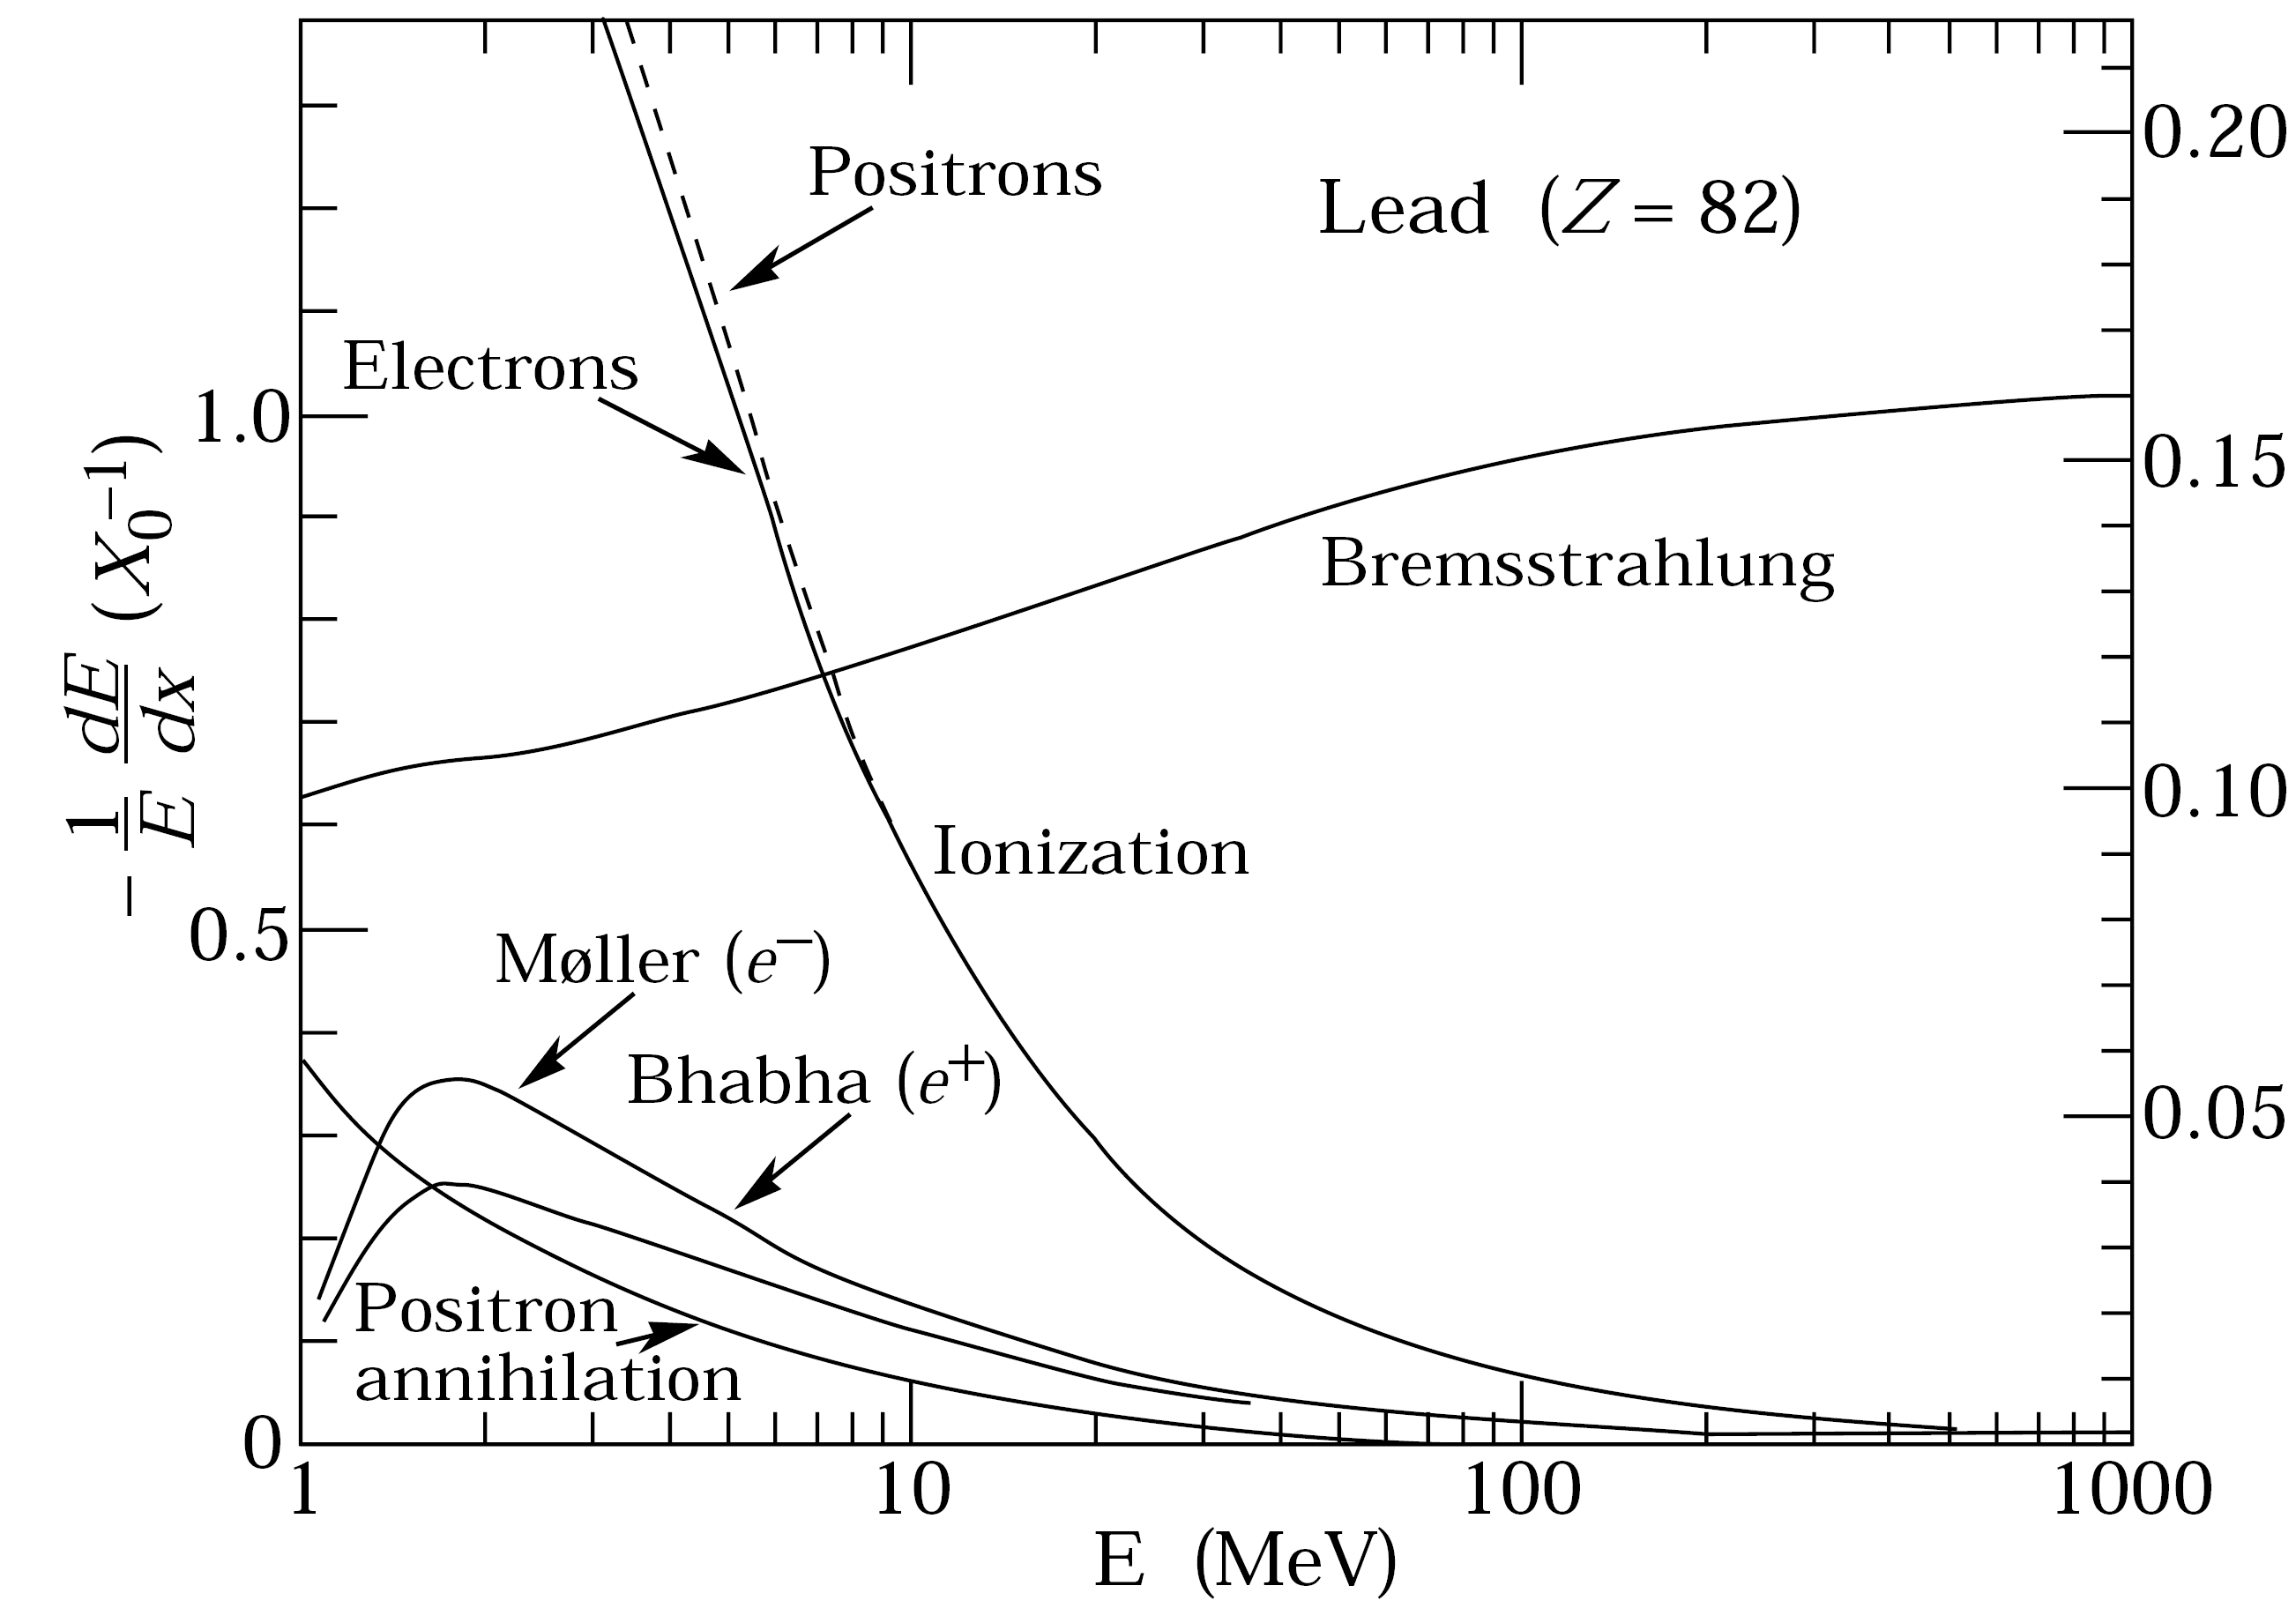 Positrons
Lead (Z = 82)
Electrons
Bremsstrahlung
Ionization
Møller (e−)
Bhabha (e+)
Positron
annihilation
− 1/E dE/dx (X0−1)
1.0
0.5
0
0.20
0.15
0.10
0.05
1 10 100 1000
E (MeV)